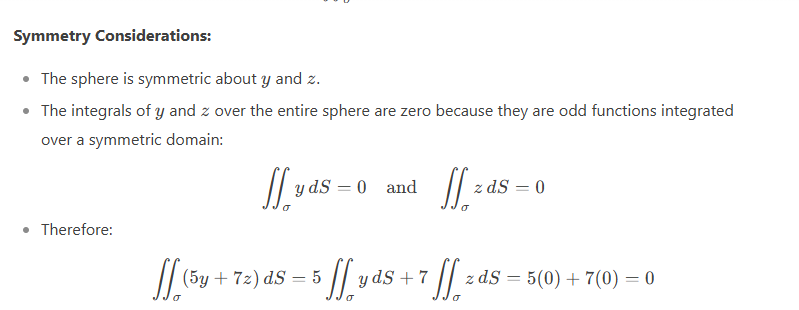 Symmetry Considerations:
• The sphere is symmetric about y and z.
• The integrals of y and z over the entire sphere are zero because they are odd functions integrated
over a symmetric domain:
∬_σ y dS = 0 and ∬_σ z dS = 0
• Therefore:
∬_σ (5y + 7z) dS = 5 ∬_σ y dS + 7 ∬_σ z dS = 5(0) + 7(0) = 0